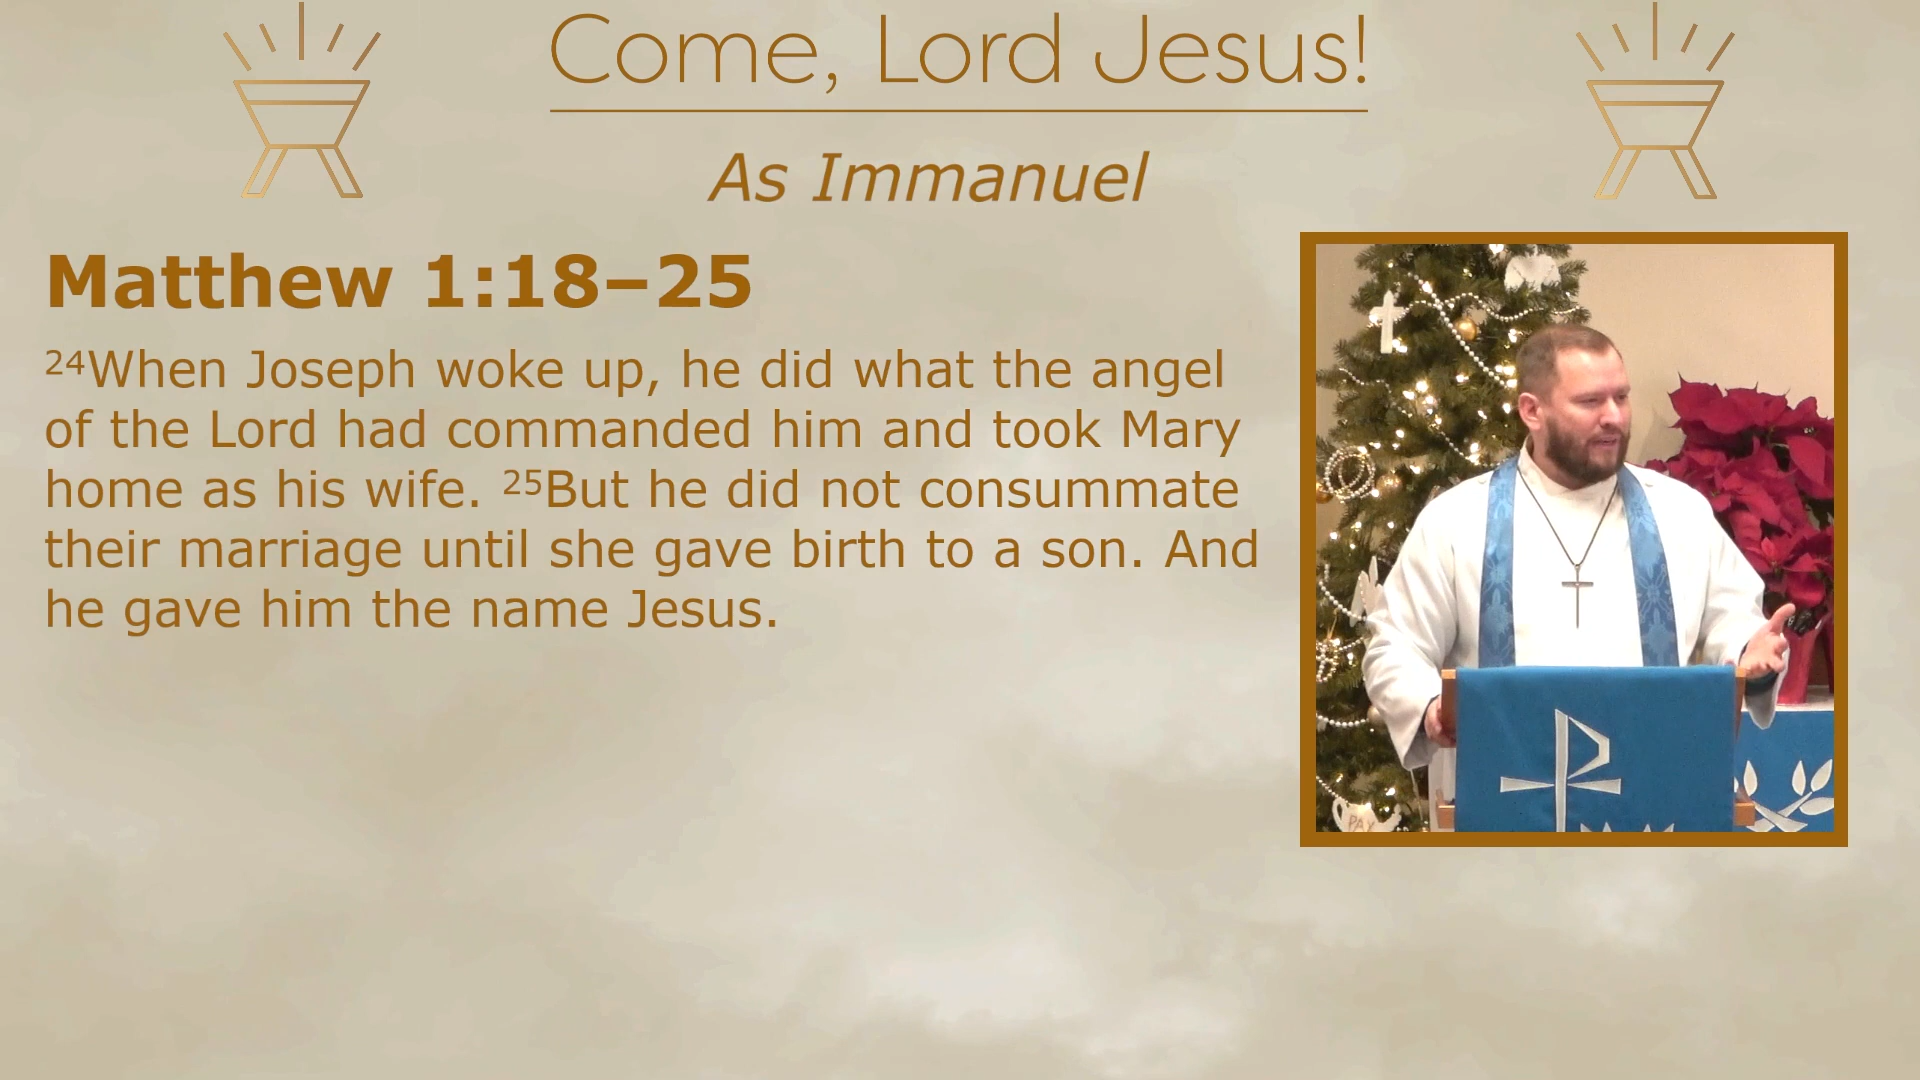 Come, Lord Jesus!
As Immanuel
Matthew 1:18–25
²⁴When Joseph woke up, he did what the angel
of the Lord had commanded him and took Mary
home as his wife. ²⁵But he did not consummate
their marriage until she gave birth to a son. And
he gave him the name Jesus.